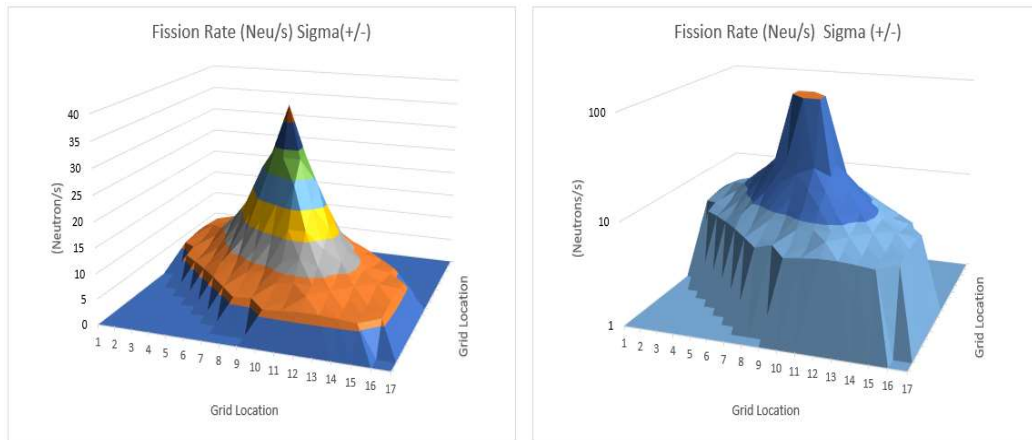 Fission Rate (Neu/s) Sigma(+/-)
40
35
30
25
20
15
10
5
0
(Neutron/s)
1 2 3 4 5 6 7 8 9 10 11 12 13 14 15 16 17
Grid Location
Grid Location
Fission Rate (Neu/s) Sigma (+/-)
100
10
1
(Neutrons/s)
1 2 3 4 5 6 7 8 9 10 11 12 13 14 15 16 17
Grid Location
Grid Location